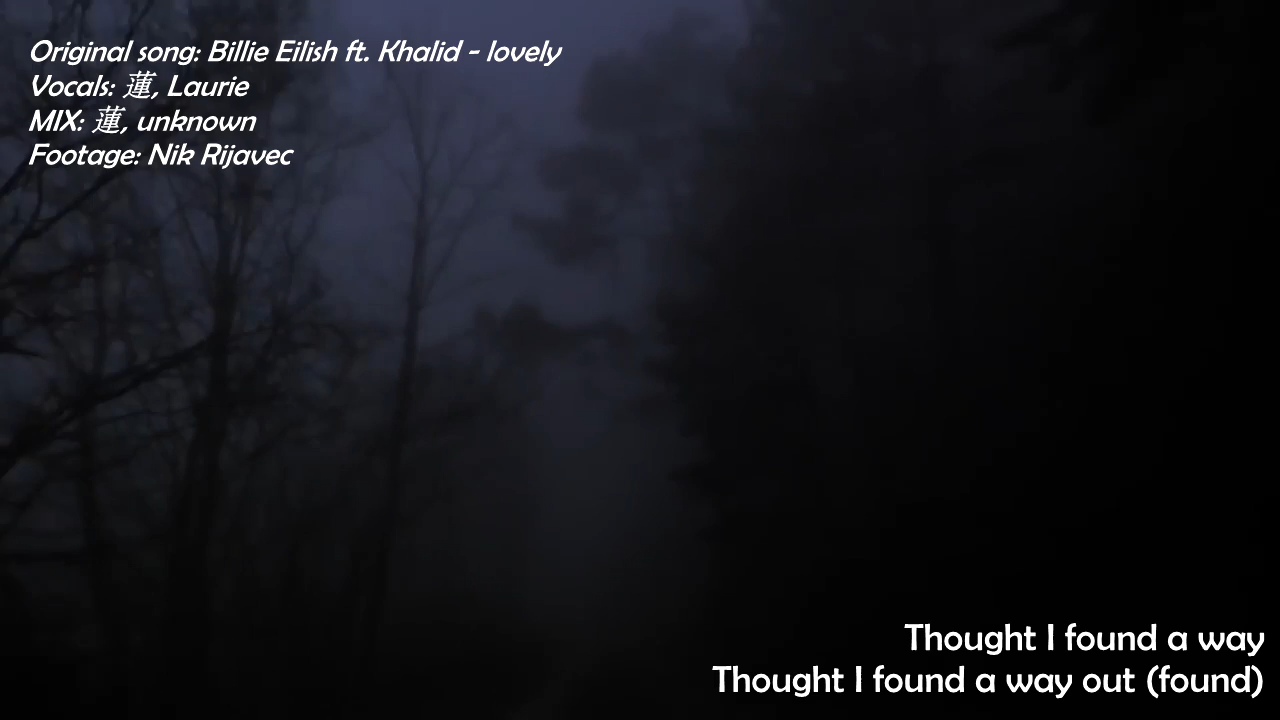 Original song: Billie Eilish ft. Khalid - lovely
Vocals: 蓮, Laurie
MIX: 蓮, unknown
Footage: Nik Rijavec
Thought I found a way
Thought I found a way out (found)